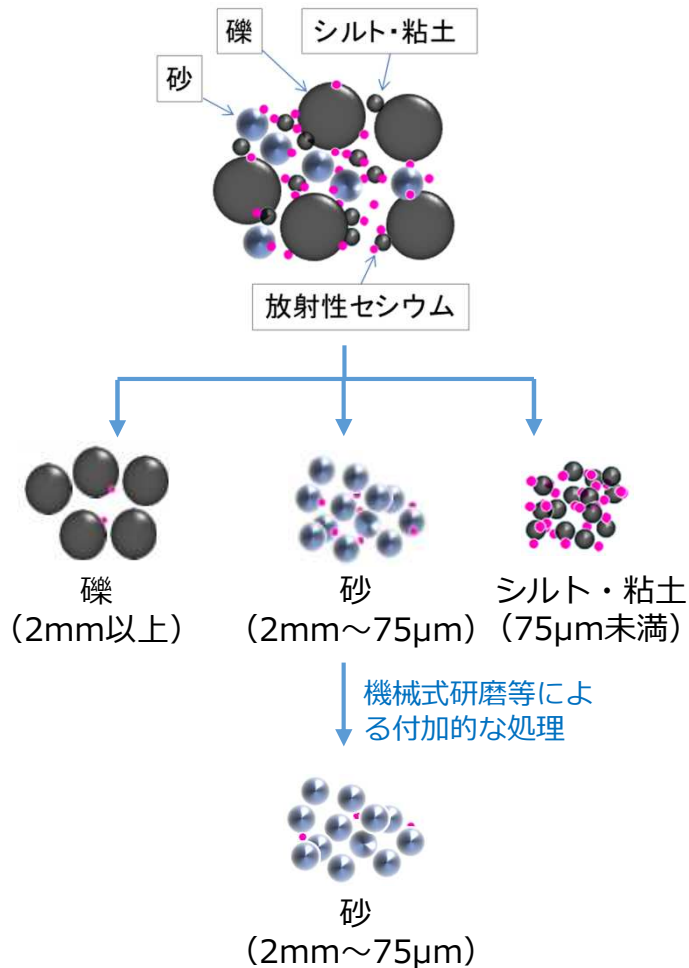 礫
シルト・粘土
砂
放射性セシウム
礫
（2mm以上）
砂
（2mm～75μm）
シルト・粘土
（75μm未満）
機械式研磨等によ
る付加的な処理
砂
（2mm～75μm）